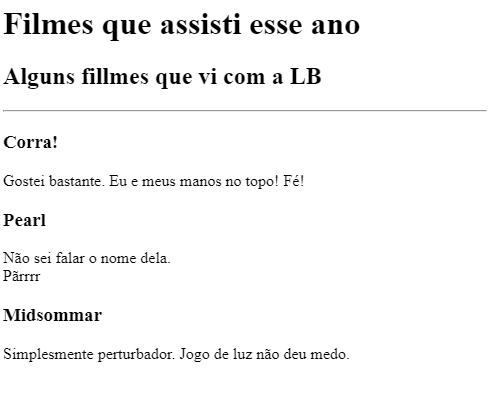 Filmes que assisti esse ano
Alguns fillmes que vi com a LB
Corra!
Gostei bastante. Eu e meus manos no topo! Fé!
Pearl
Não sei falar o nome dela.
Pãrrrr
Midsommar
Simplesmente perturbador. Jogo de luz não deu medo.